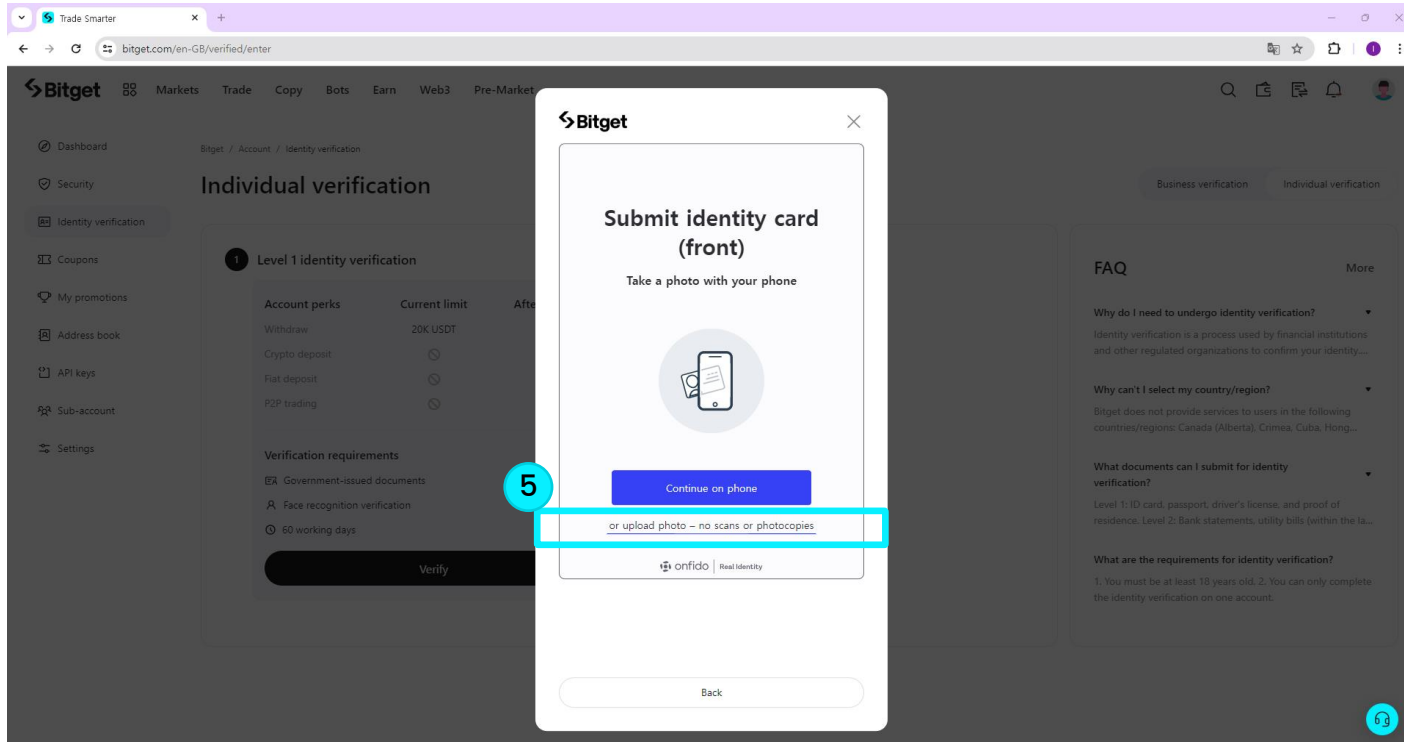 Trade Smarter
bitget.com/en-GB/verified/enter
Bitget
Markets Trade Copy Bots Earn Web3 Pre-Market
Dashboard
Security
Identity verification
Coupons
My promotions
Address book
API keys
Sub-account
Settings
Bitget / Account / Identity verification
Individual verification
Business verification Individual verification
1 Level 1 identity verification
Account perks Current limit Afte
Withdraw 20K USDT
Crypto deposit
Fiat deposit
P2P trading
Verification requirements
Government-issued documents
Face recognition verification
60 working days
Verify
Bitget
Submit identity card
(front)
Take a photo with your phone
5
Continue on phone
or upload photo – no scans or photocopies
onfido | Real Identity
Back
FAQ More
Why do I need to undergo identity verification?
Identity verification is a process used by financial institutions
and other regulated organizations to confirm your identity....
Why can't I select my country/region?
Bitget does not provide services to users in the following
countries/regions: Canada (Alberta), Crimea, Cuba, Hong...
What documents can I submit for identity
verification?
Level 1: ID card, passport, driver's license, and proof of
residence. Level 2: Bank statements, utility bills (within the la...
What are the requirements for identity verification?
1. You must be at least 18 years old. 2. You can only complete
the identity verification on one account.